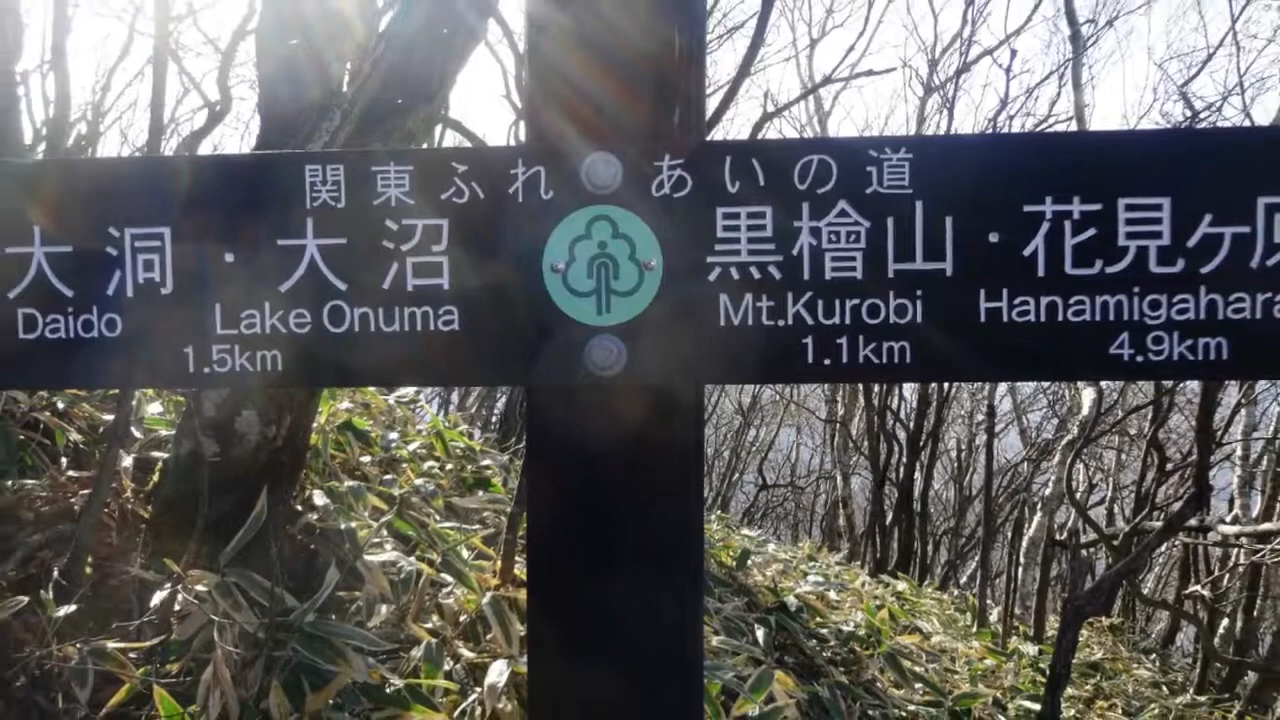 関東ふれあいの道
大洞・大沼
Daido Lake Onuma
1.5km
黒檜山・花見ヶ原
Mt.Kurobi Hanamigahara
1.1km 4.9km